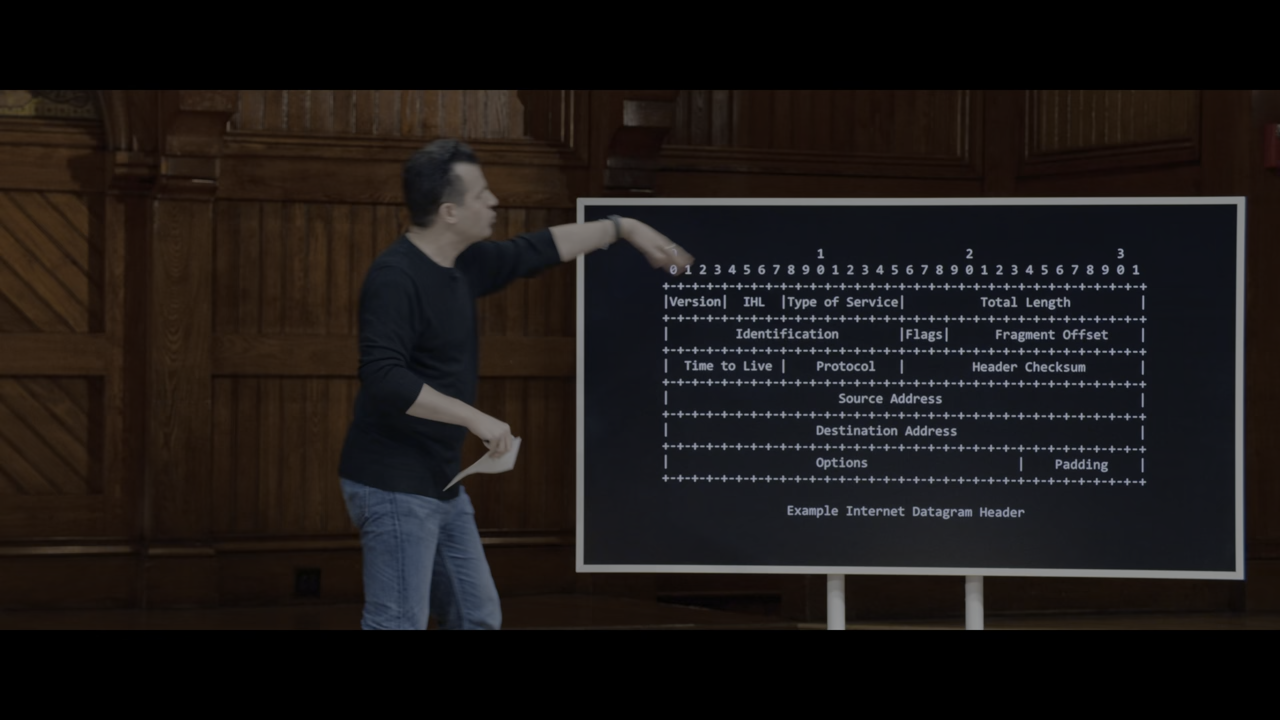 1 2 3
0 1 2 3 4 5 6 7 8 9 0 1 2 3 4 5 6 7 8 9 0 1 2 3 4 5 6 7 8 9 0 1
+-+-+-+-+-+-+-+-+-+-+-+-+-+-+-+-+-+-+-+-+-+-+-+-+-+-+-+-+-+-+-+-+
|Version| IHL |Type of Service| Total Length |
+-+-+-+-+-+-+-+-+-+-+-+-+-+-+-+-+-+-+-+-+-+-+-+-+-+-+-+-+-+-+-+-+
| Identification |Flags| Fragment Offset |
+-+-+-+-+-+-+-+-+-+-+-+-+-+-+-+-+-+-+-+-+-+-+-+-+-+-+-+-+-+-+-+-+
| Time to Live | Protocol | Header Checksum |
+-+-+-+-+-+-+-+-+-+-+-+-+-+-+-+-+-+-+-+-+-+-+-+-+-+-+-+-+-+-+-+-+
| Source Address |
+-+-+-+-+-+-+-+-+-+-+-+-+-+-+-+-+-+-+-+-+-+-+-+-+-+-+-+-+-+-+-+-+
| Destination Address |
+-+-+-+-+-+-+-+-+-+-+-+-+-+-+-+-+-+-+-+-+-+-+-+-+-+-+-+-+-+-+-+-+
| Options | Padding |
+-+-+-+-+-+-+-+-+-+-+-+-+-+-+-+-+-+-+-+-+-+-+-+-+-+-+-+-+-+-+-+-+
Example Internet Datagram Header